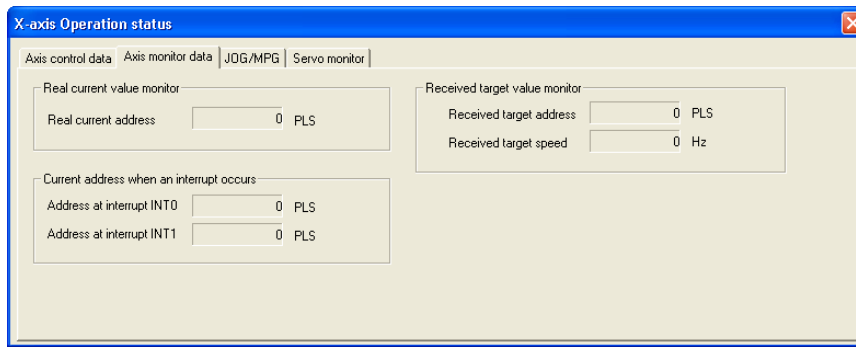 X-axis Operation status
Axis control data Axis monitor data JOG/MPG Servo monitor
Real current value monitor
Real current address 0 PLS
Received target value monitor
Received target address 0 PLS
Received target speed 0 Hz
Current address when an interrupt occurs
Address at interrupt INT0 0 PLS
Address at interrupt INT1 0 PLS